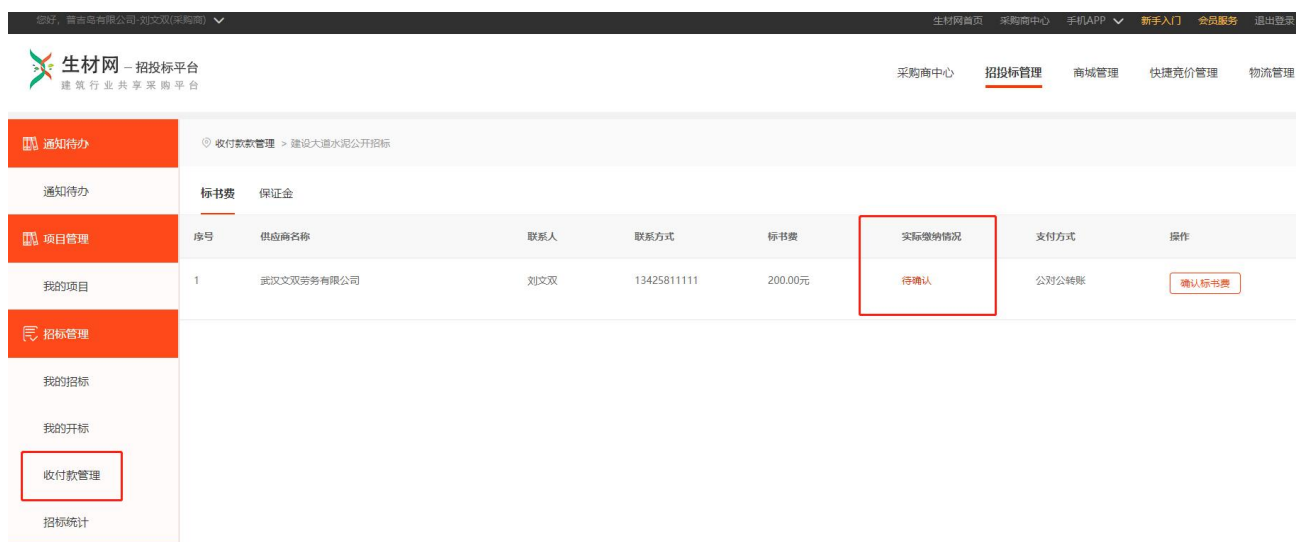 您好，普吉岛有限公司-刘文双(采购商)
生材网首页 采购商中心 手机APP 新手入门 会员服务 退出登录
生材网 – 招投标平台
建筑行业共享采购平台
采购商中心 招投标管理 商城管理 快捷竞价管理 物流管理
通知待办
收付款款管理 > 建设大道水泥公开招标
通知待办
标书费 保证金
项目管理
序号 供应商名称 联系人 联系方式 标书费 实际缴纳情况 支付方式 操作
我的项目
1 武汉文双劳务有限公司 刘文双 13425811111 200.00元 待确认 公对公转账 确认标书费
招标管理
我的招标
我的开标
收付款管理
招标统计